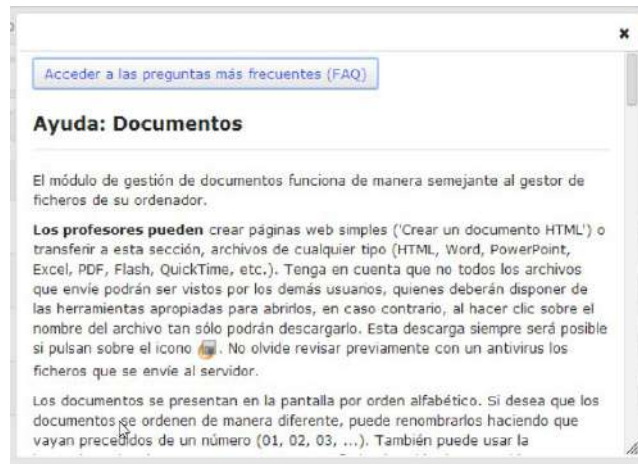 ×
Acceder a las preguntas más frecuentes (FAQ)
Ayuda: Documentos
El módulo de gestión de documentos funciona de manera semejante al gestor de
ficheros de su ordenador.
Los profesores pueden crear páginas web simples ('Crear un documento HTML') o
transferir a esta sección, archivos de cualquier tipo (HTML, Word, PowerPoint,
Excel, PDF, Flash, QuickTime, etc.). Tenga en cuenta que no todos los archivos
que envíe podrán ser vistos por los demás usuarios, quienes deberán disponer de
las herramientas apropiadas para abrirlos, en caso contrario, al hacer clic sobre el
nombre del archivo tan sólo podrán descargarlo. Esta descarga siempre será posible
si pulsan sobre el icono . No olvide revisar previamente con un antivirus los
ficheros que se envíe al servidor.
Los documentos se presentan en la pantalla por orden alfabético. Si desea que los
documentos se ordenen de manera diferente, puede renombrarlos haciendo que
vayan precedidos de un número (01, 02, 03, ...). También puede usar la